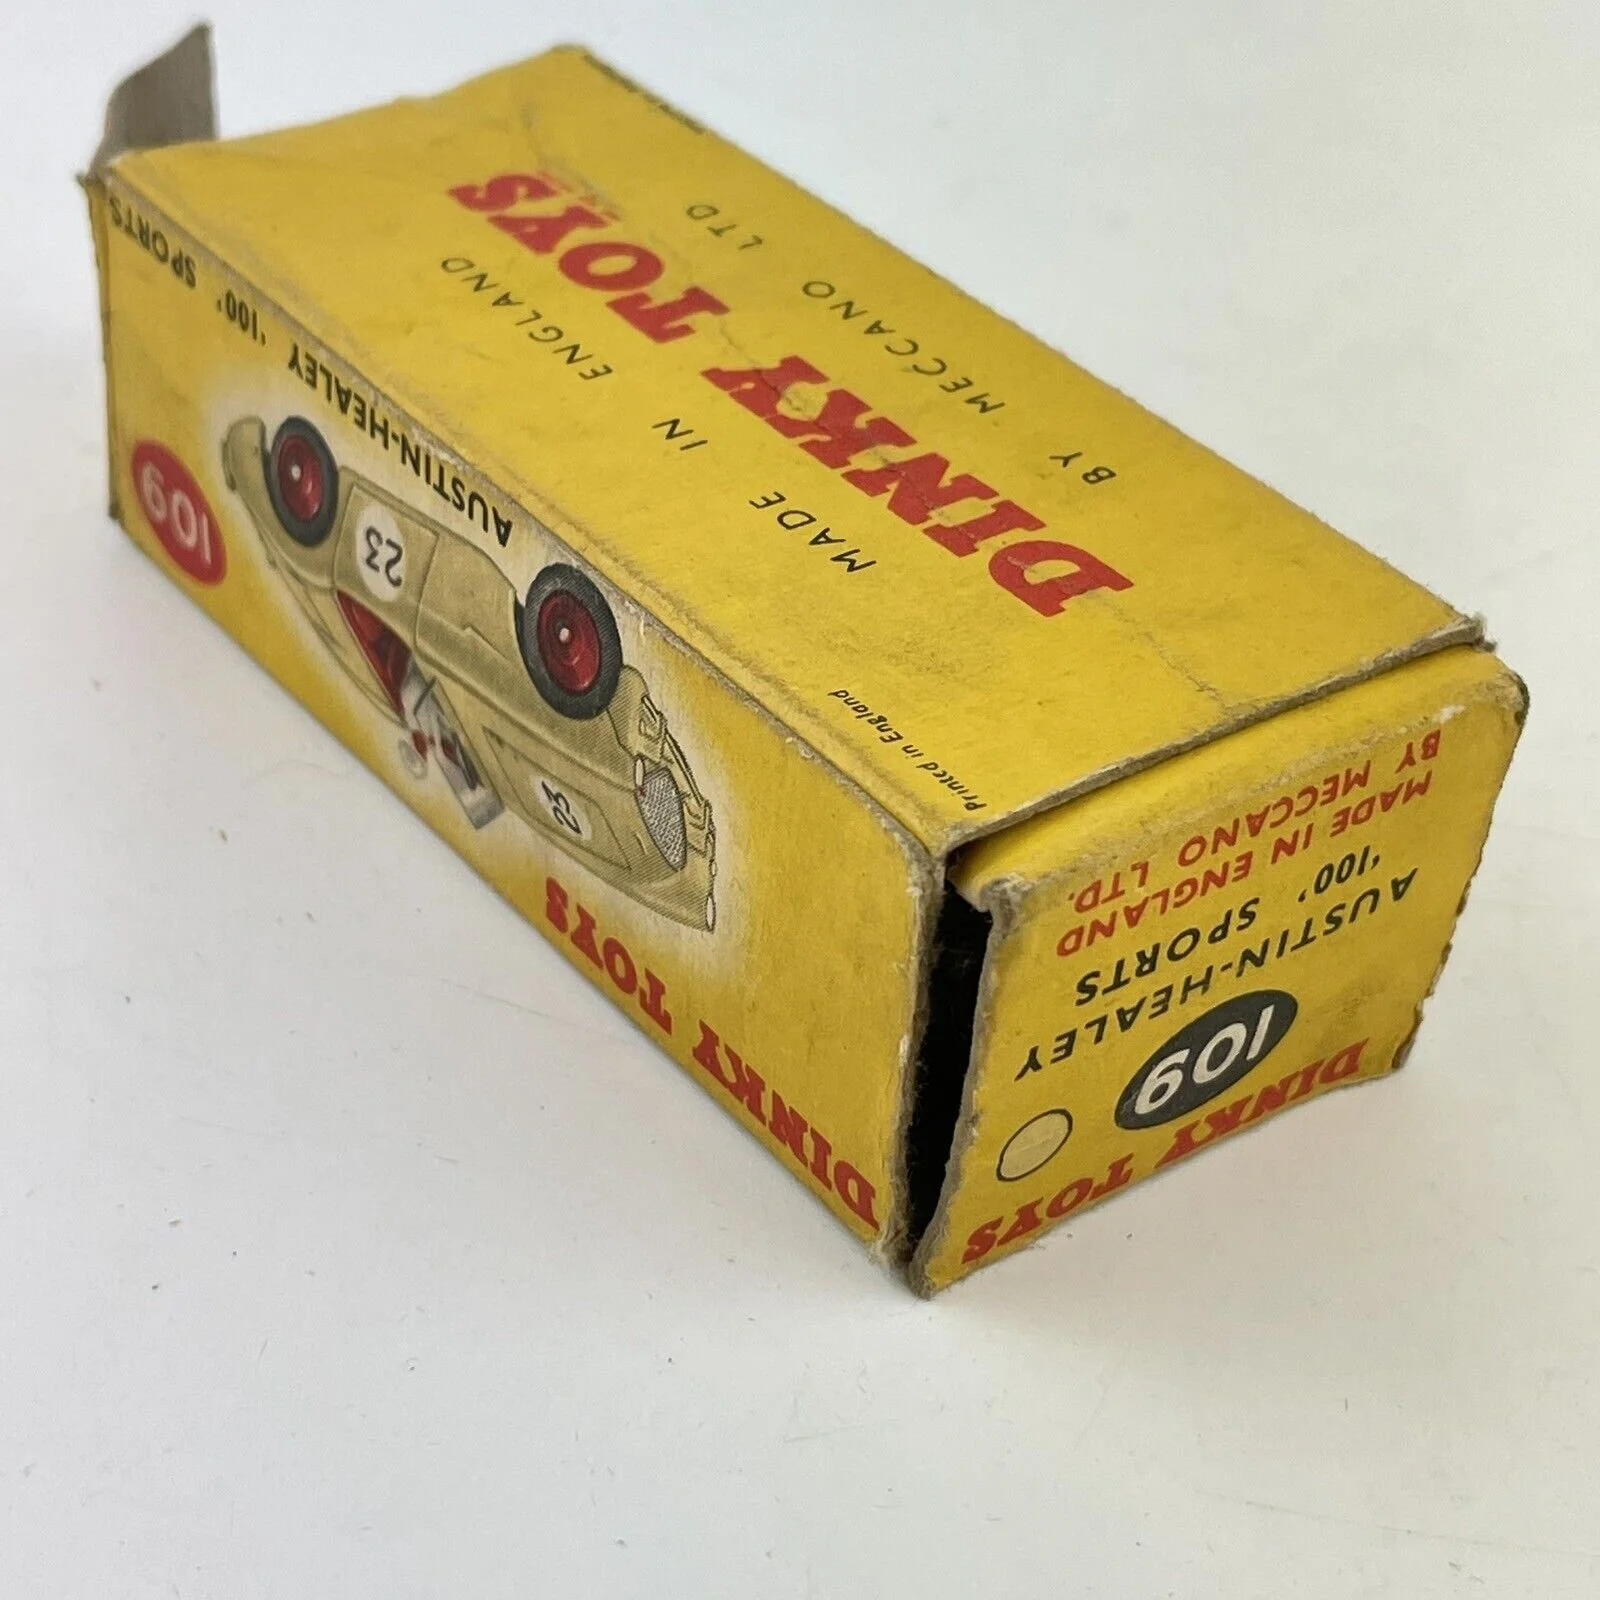 DINKY TOYS
BY MECCANO LTD
MADE IN ENGLAND
Printed in England
DINKY TOYS
23
23
109
AUSTIN-HEALEY '100' SPORTS
DINKY TOYS
109
AUSTIN-HEALEY
'100' SPORTS
MADE IN ENGLAND
BY MECCANO LTD.